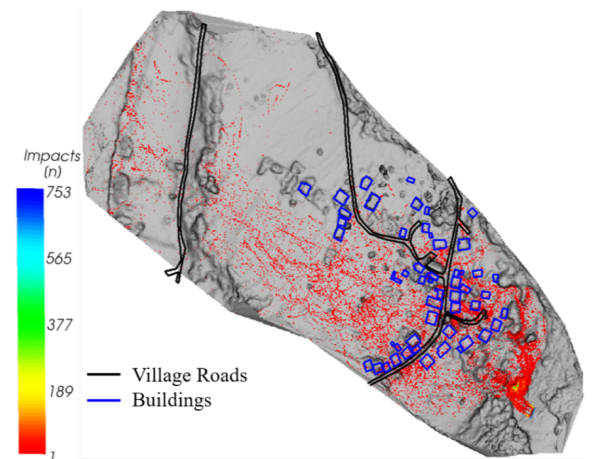 Impacts
(n)
753
565
377
189
1
Village Roads
Buildings